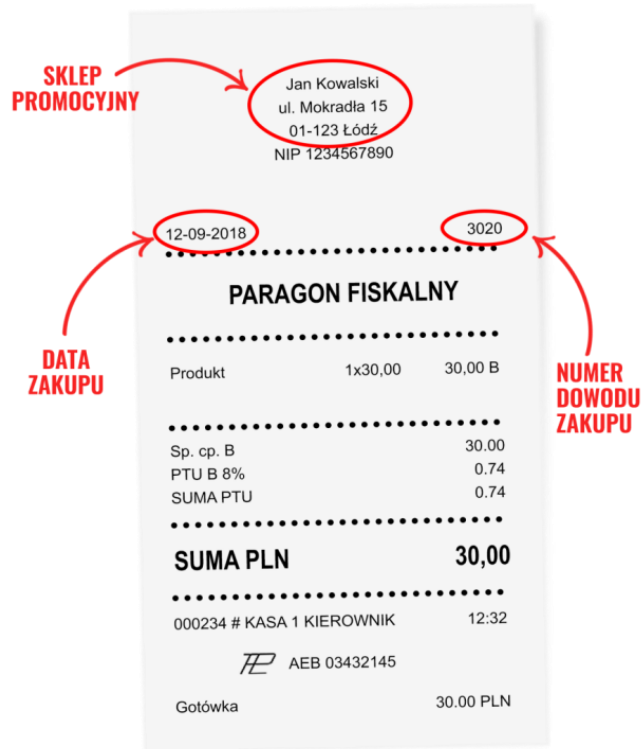 SKLEP
PROMOCYJNY
Jan Kowalski
ul. Mokradła 15
01-123 Łódź
NIP 1234567890
12-09-2018 3020
PARAGON FISKALNY
DATA
ZAKUPU
Produkt 1x30,00 30,00 B
NUMER
DOWODU
ZAKUPU
Sp. cp. B 30.00
PTU B 8% 0.74
SUMA PTU 0.74
SUMA PLN 30,00
000234 # KASA 1 KIEROWNIK 12:32
AEB 03432145
Gotówka 30.00 PLN